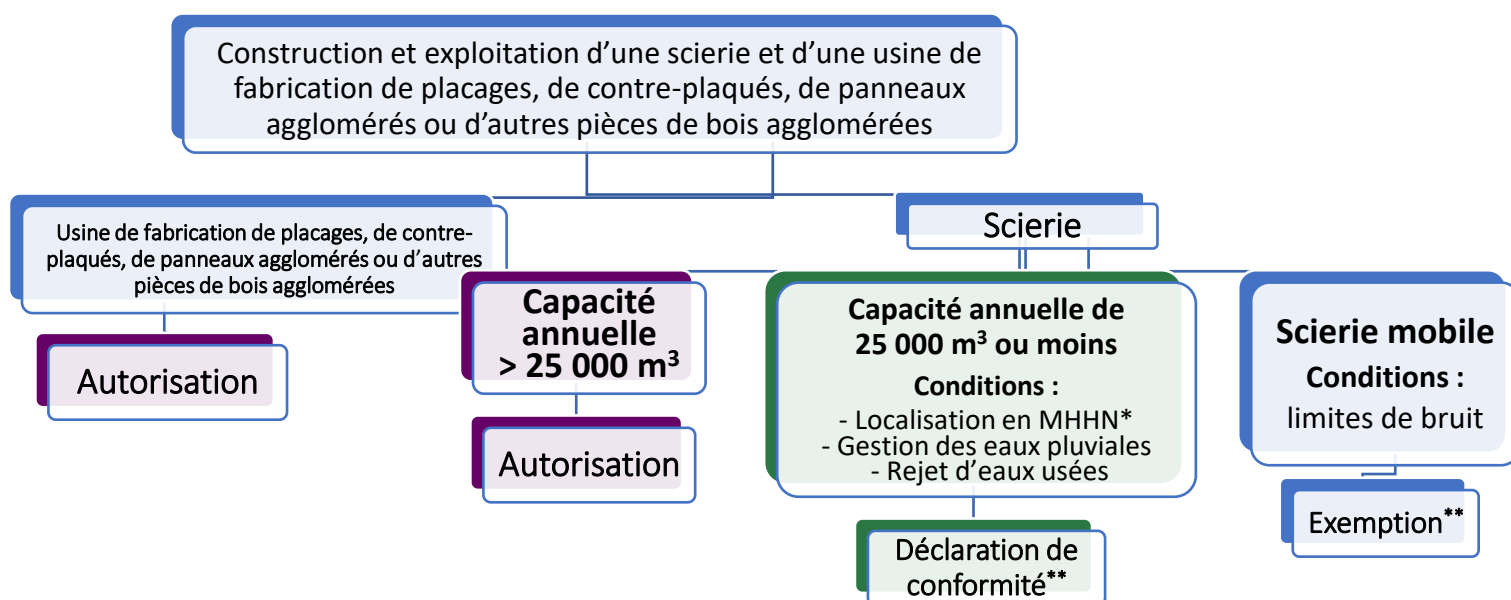 Construction et exploitation d’une scierie et d’une usine de
fabrication de placages, de contre-plaqués, de panneaux
agglomérés ou d’autres pièces de bois agglomérées
Usine de fabrication de placages, de contre-
plaqués, de panneaux agglomérés ou d’autres
pièces de bois agglomérées
Autorisation
Scierie
Capacité
annuelle
> 25 000 m³
Autorisation
Capacité annuelle de
25 000 m³ ou moins
Conditions :
- Localisation en MHHN*
- Gestion des eaux pluviales
- Rejet d’eaux usées
Déclaration de
conformité**
Scierie mobile
Conditions :
limites de bruit
Exemption**